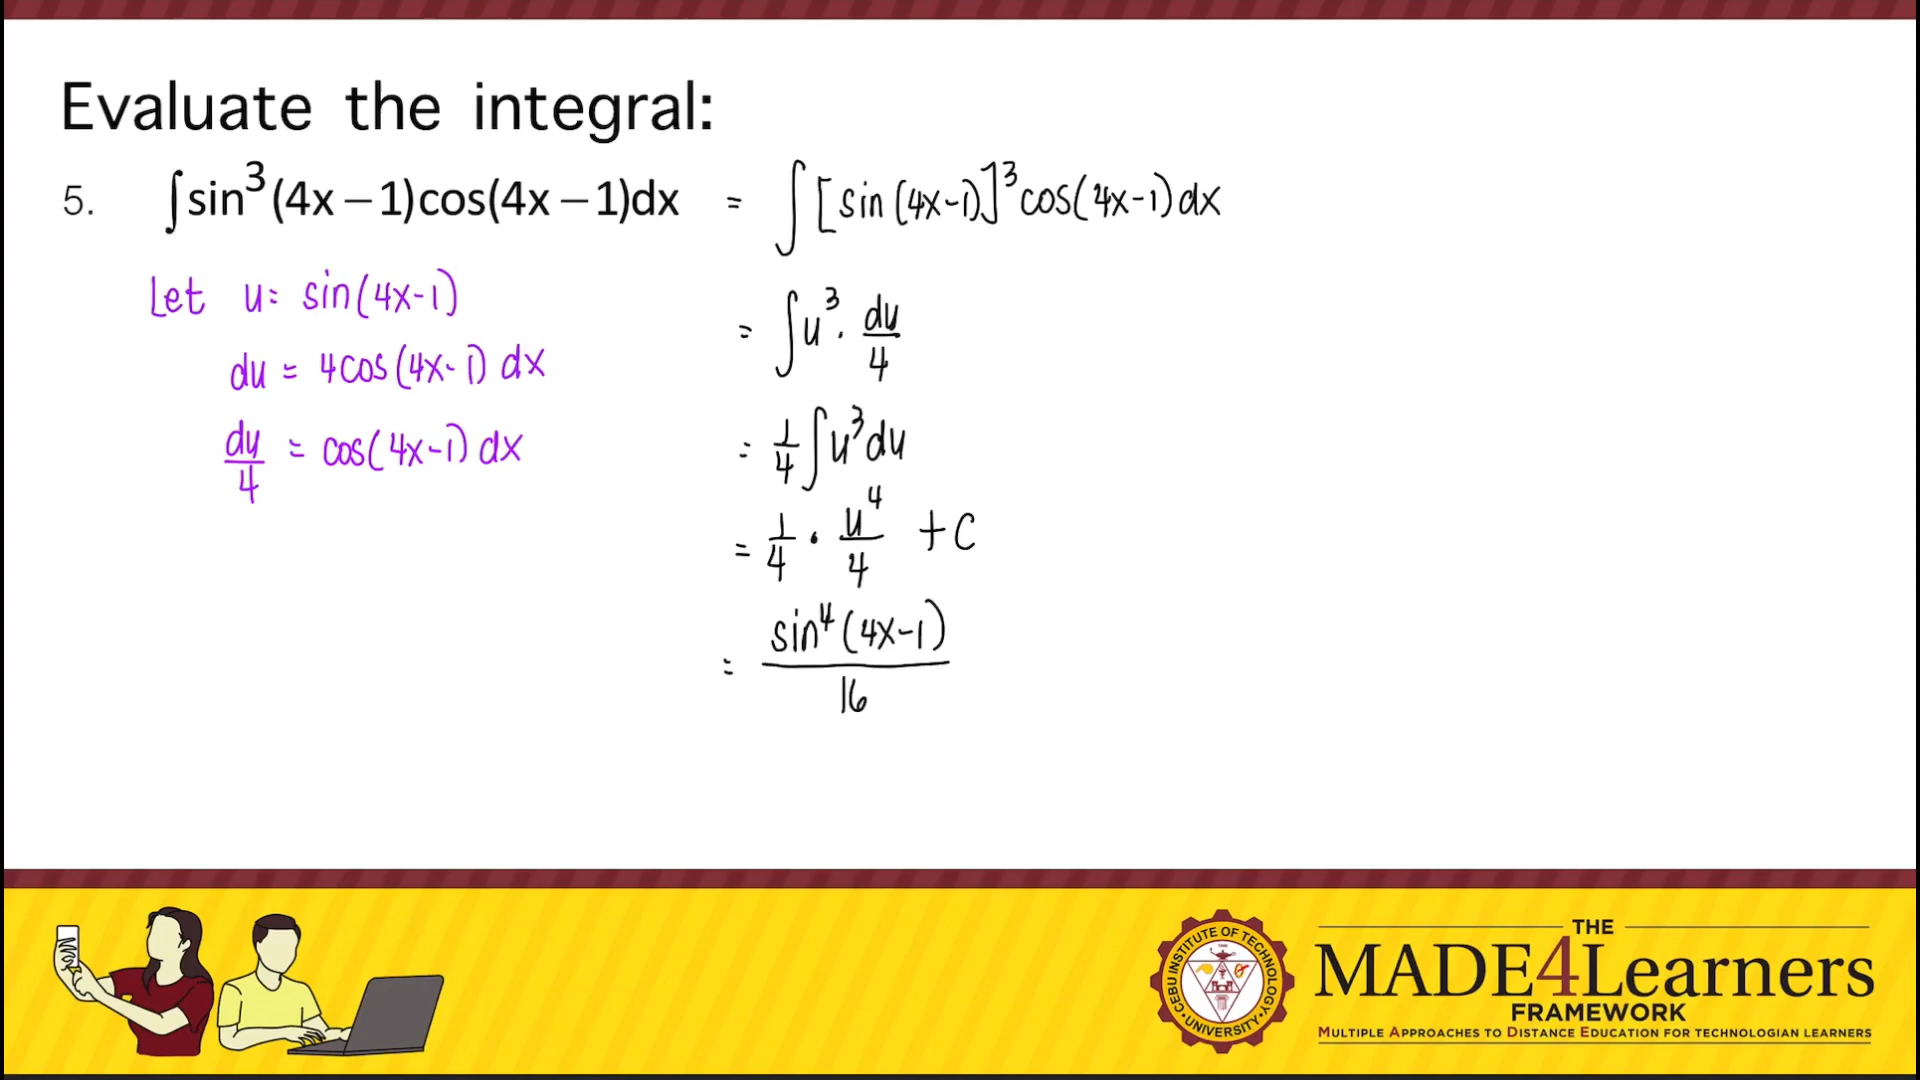 Evaluate the integral:
5. ∫sin³(4x−1)cos(4x−1)dx = ∫[sin(4x-1)]³cos(4x-1)dx
Let u = sin(4x-1)
du = 4cos(4x-1) dx
du/4 = cos(4x-1) dx
= ∫u³ · du/4
= 1/4 ∫u³du
= 1/4 · u⁴/4 + C
= sin⁴(4x-1)/16
CEBU INSTITUTE OF TECHNOLOGY
UNIVERSITY
THE
MADE4Learners
FRAMEWORK
MULTIPLE APPROACHES TO DISTANCE EDUCATION FOR TECHNOLOGIAN LEARNERS